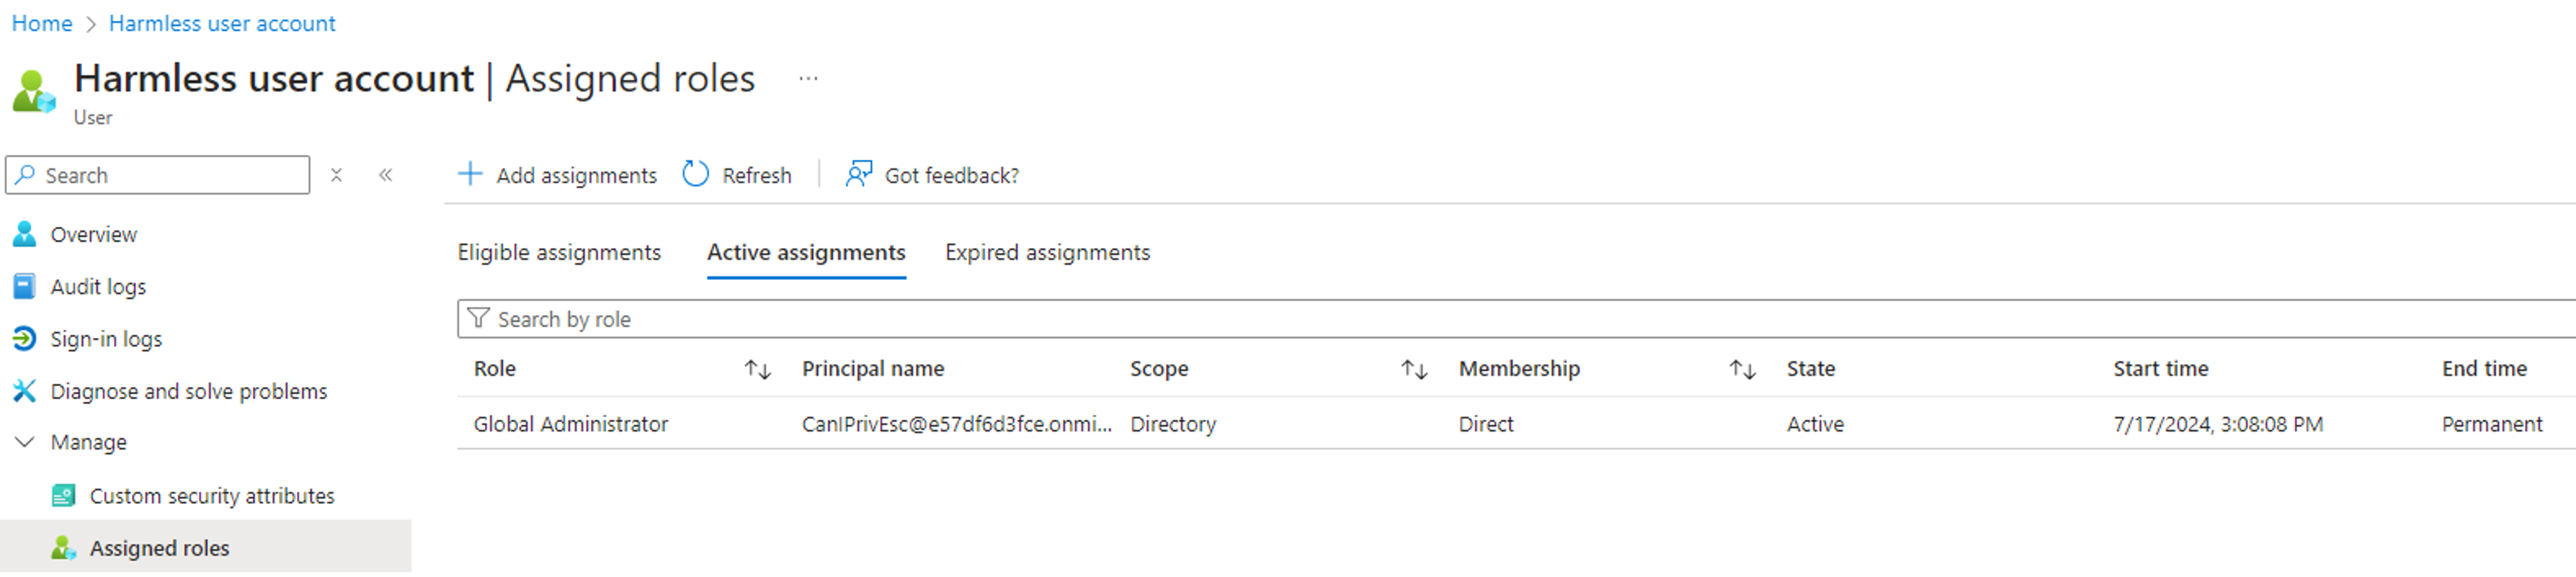 Home > Harmless user account
Harmless user account | Assigned roles ...
User
Search
Add assignments Refresh Got feedback?
Overview
Audit logs
Sign-in logs
Diagnose and solve problems
Manage
Custom security attributes
Assigned roles
Eligible assignments Active assignments Expired assignments
Search by role
Role Principal name Scope Membership State Start time End time
Global Administrator CanIPrivEsc@e57df6d3fce.onmi... Directory Direct Active 7/17/2024, 3:08:08 PM Permanent